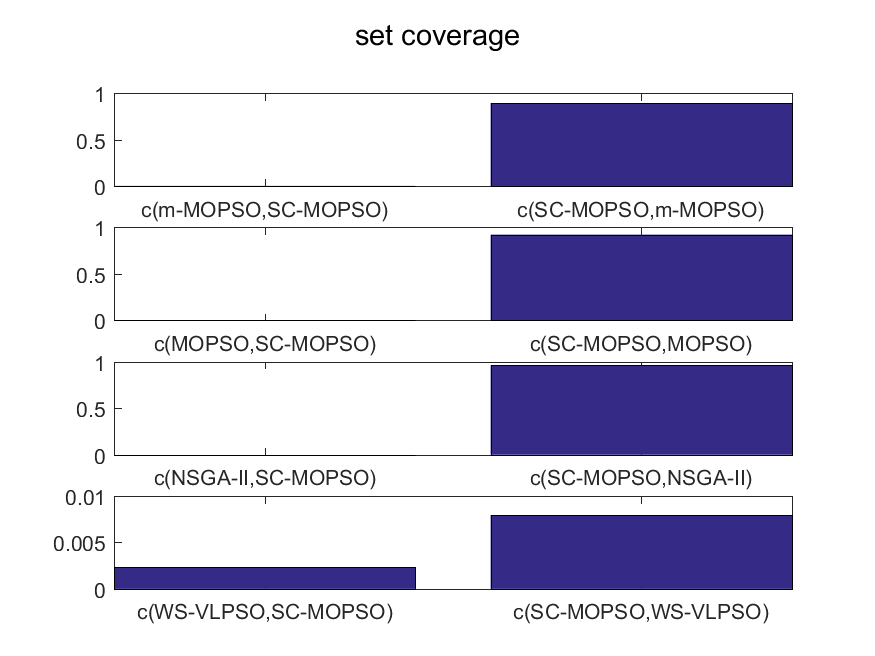 set coverage
1
0.5
0
c(m-MOPSO,SC-MOPSO) c(SC-MOPSO,m-MOPSO)
1
0.5
0
c(MOPSO,SC-MOPSO) c(SC-MOPSO,MOPSO)
1
0.5
0
c(NSGA-II,SC-MOPSO) c(SC-MOPSO,NSGA-II)
0.01
0.005
0
c(WS-VLPSO,SC-MOPSO) c(SC-MOPSO,WS-VLPSO)